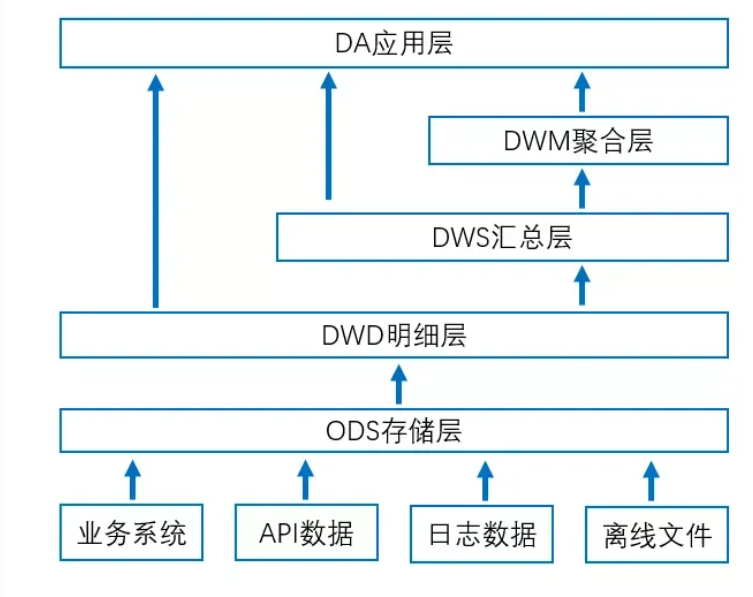 DA应用层
DWM聚合层
DWS汇总层
DWD明细层
ODS存储层
业务系统
API数据
日志数据
离线文件